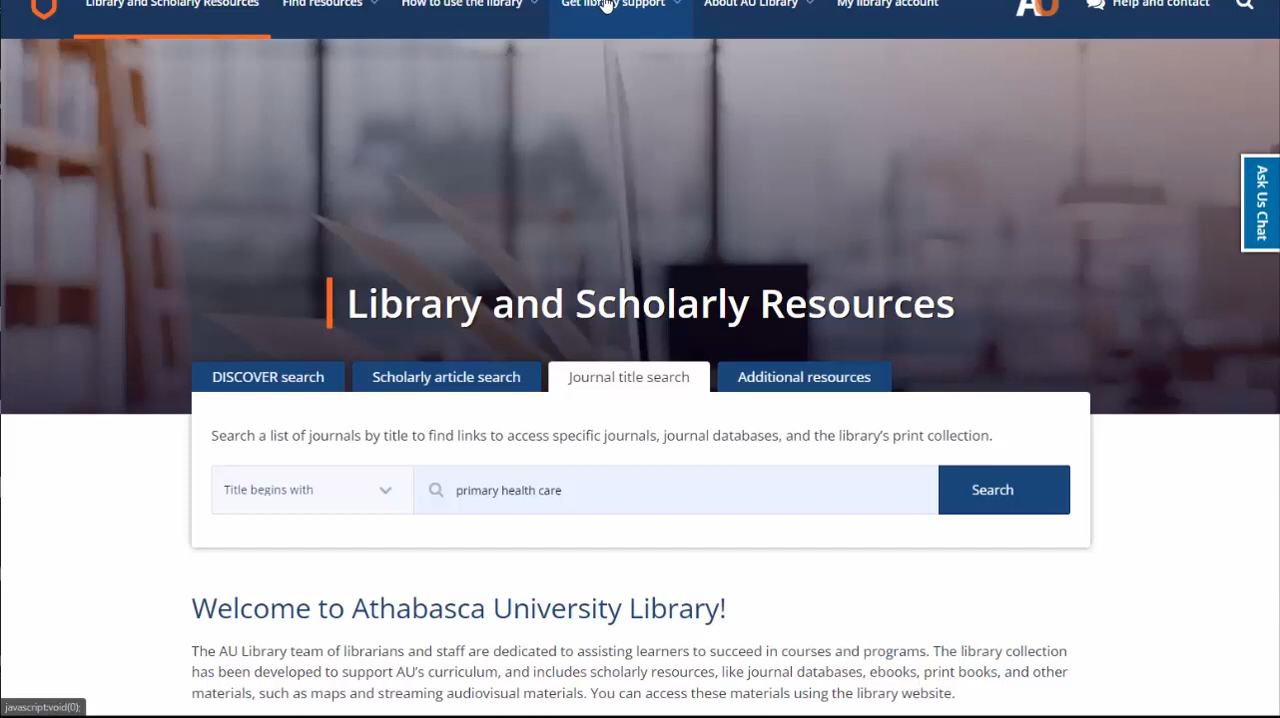 Library and Scholarly Resources
Find resources
How to use the library
Get library support
About AU Library
My library account
AU
Help and contact
Ask Us Chat
Library and Scholarly Resources
DISCOVER search
Scholarly article search
Journal title search
Additional resources
Search a list of journals by title to find links to access specific journals, journal databases, and the library's print collection.
Title begins with
primary health care
Search
Welcome to Athabasca University Library!
The AU Library team of librarians and staff are dedicated to assisting learners to succeed in courses and programs. The library collection
has been developed to support AU's curriculum, and includes scholarly resources, like journal databases, ebooks, print books, and other
materials, such as maps and streaming audiovisual materials. You can access these materials using the library website.
javascript:void(0);